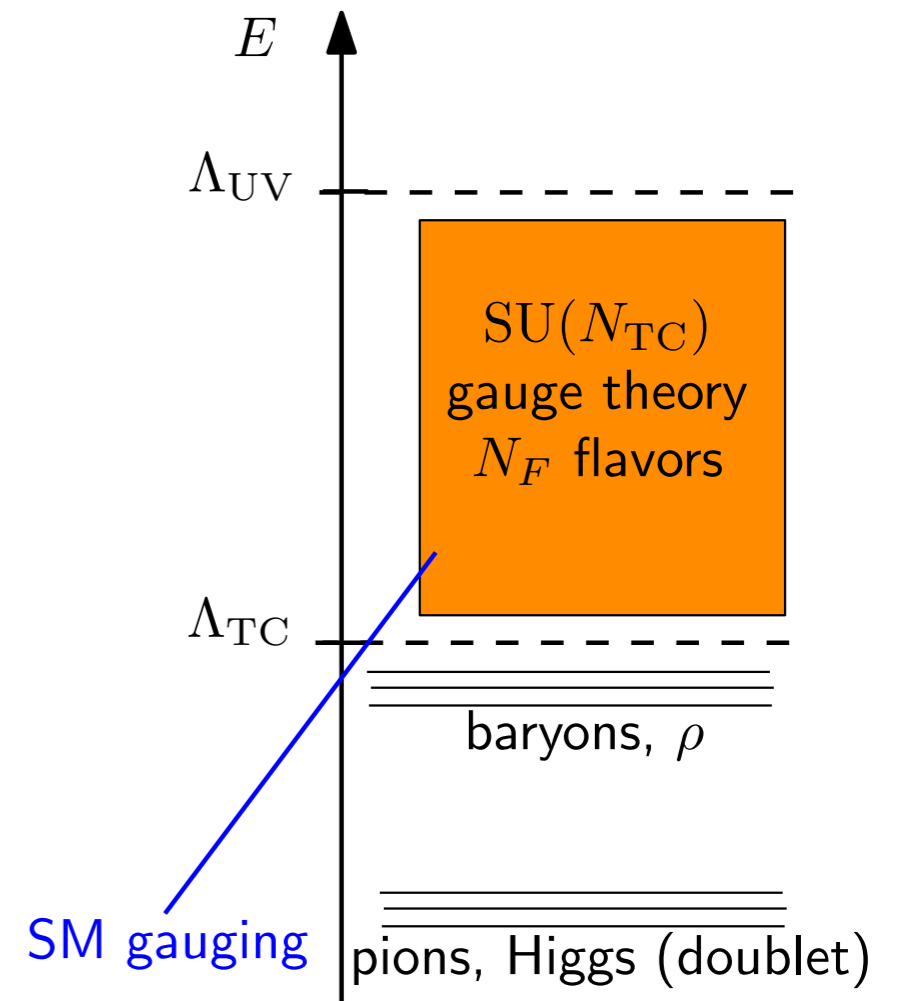 E
Λ_UV
SU(N_TC)
gauge theory
N_F flavors
Λ_TC
baryons, ρ
SM gauging
pions, Higgs (doublet)